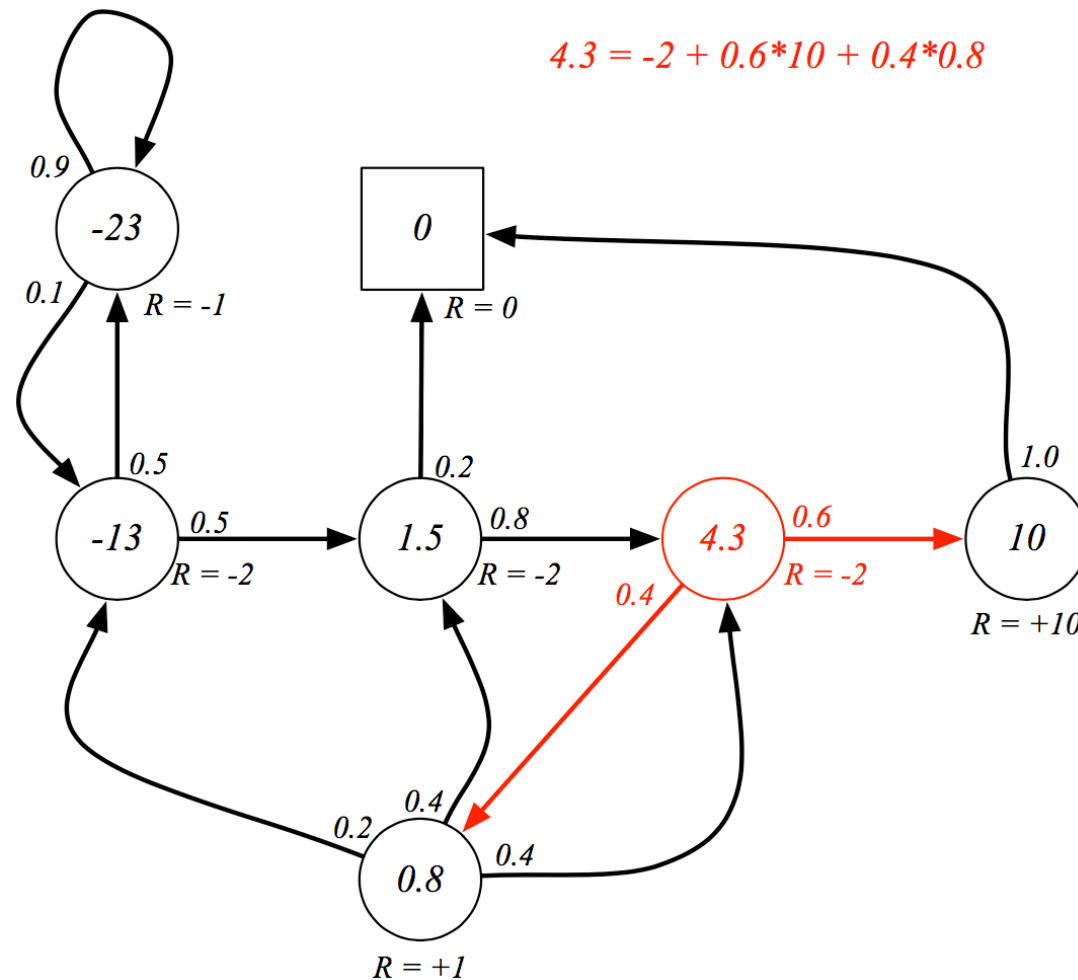 4.3 = -2 + 0.6*10 + 0.4*0.8
0.9
-23
0
0.1
R = -1
R = 0
0.5
0.2
1.0
-13
0.5
1.5
0.8
4.3
0.6
10
R = -2
R = -2
0.4
R = -2
R = +10
0.2
0.4
0.4
0.8
R = +1